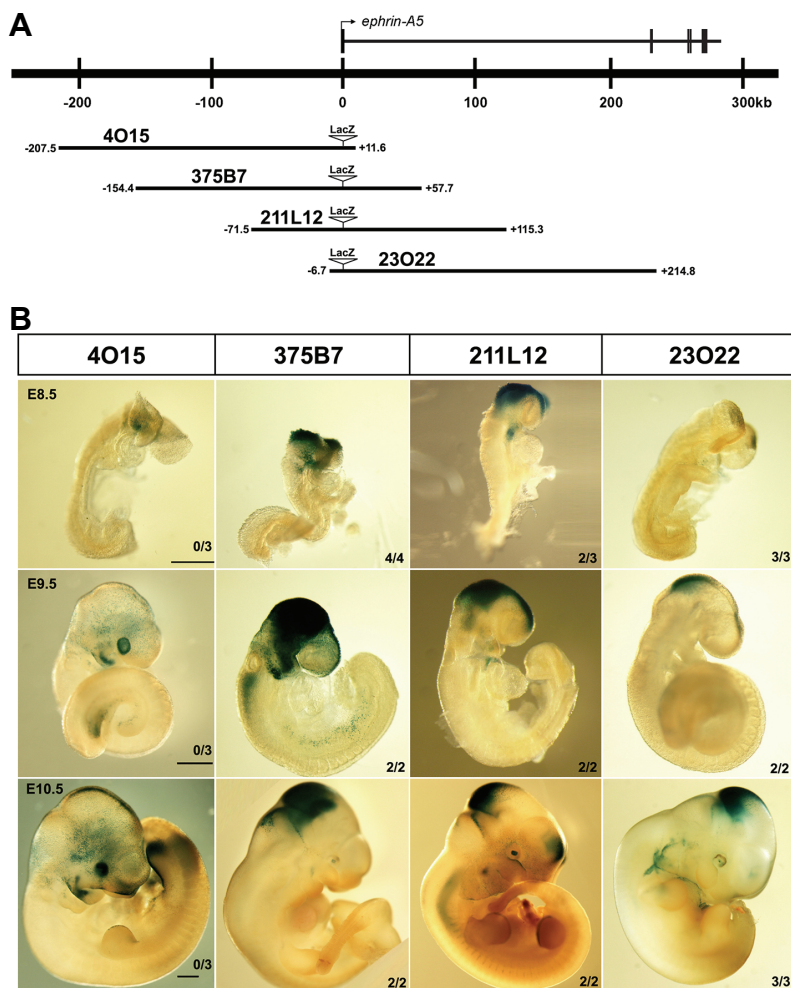 A
ephrin-A5
-200 -100 0 100 200 300kb
4O15 LacZ
-207.5 +11.6
375B7 LacZ
-154.4 +57.7
211L12 LacZ
-71.5 +115.3
LacZ 23O22
-6.7 +214.8
B
4O15 375B7 211L12 23O22
E8.5
0/3 4/4 2/3 3/3
E9.5
0/3 2/2 2/2 2/2
E10.5
0/3 2/2 2/2 3/3